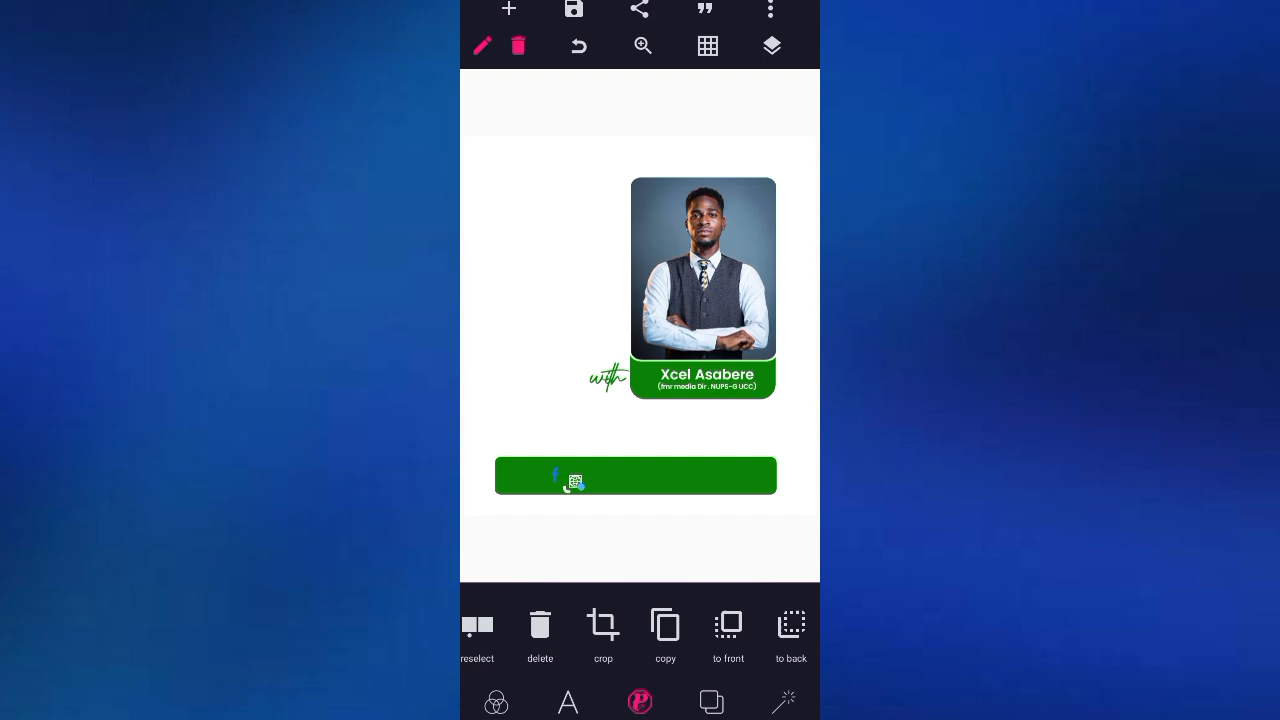 with
Xcel Asabere
(fmr media Dir . NUPS-G UCC)
reselect
delete
crop
copy
to front
to back